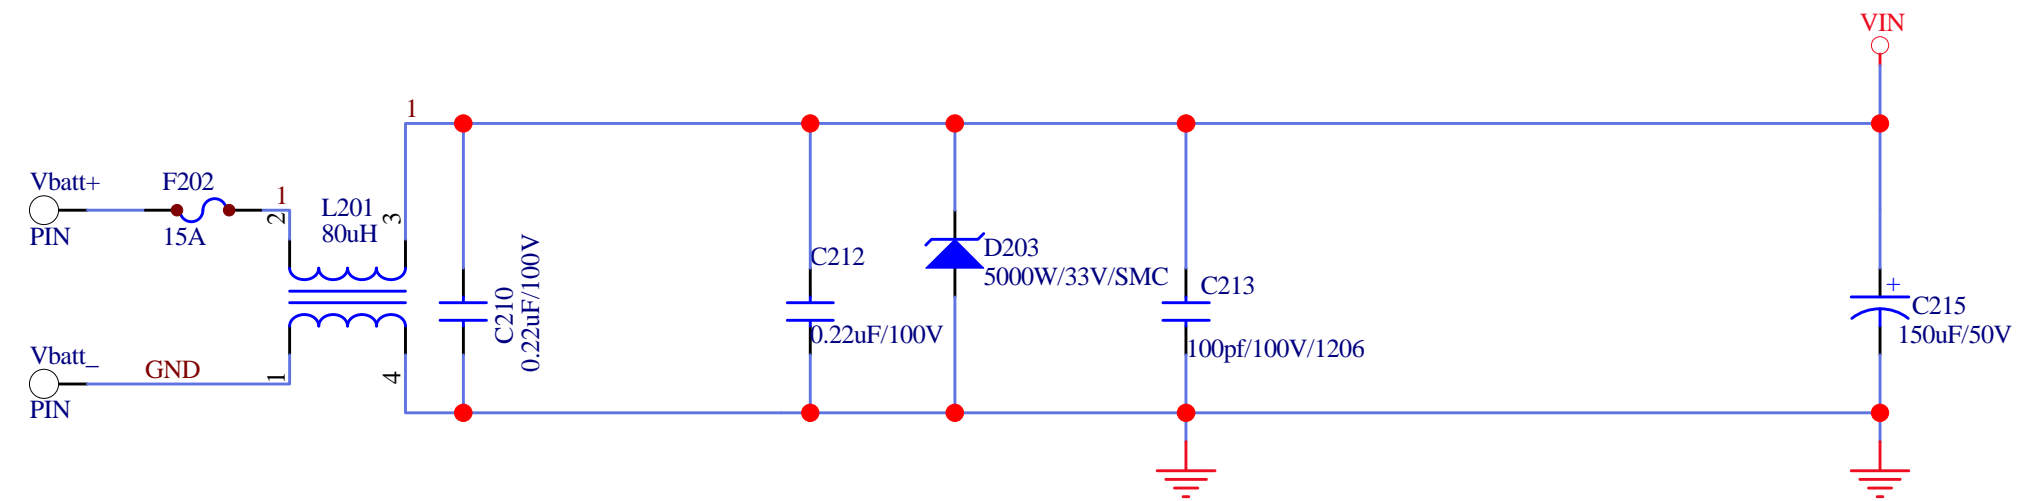 VIN
1
Vbatt+
F202
1
PIN
15A
2
L201
80uH
3
C210
0.22uF/100V
C212
0.22uF/100V
D203
5000W/33V/SMC
C213
100pf/100V/1206
+
C215
150uF/50V
Vbatt_
GND
PIN
1
4